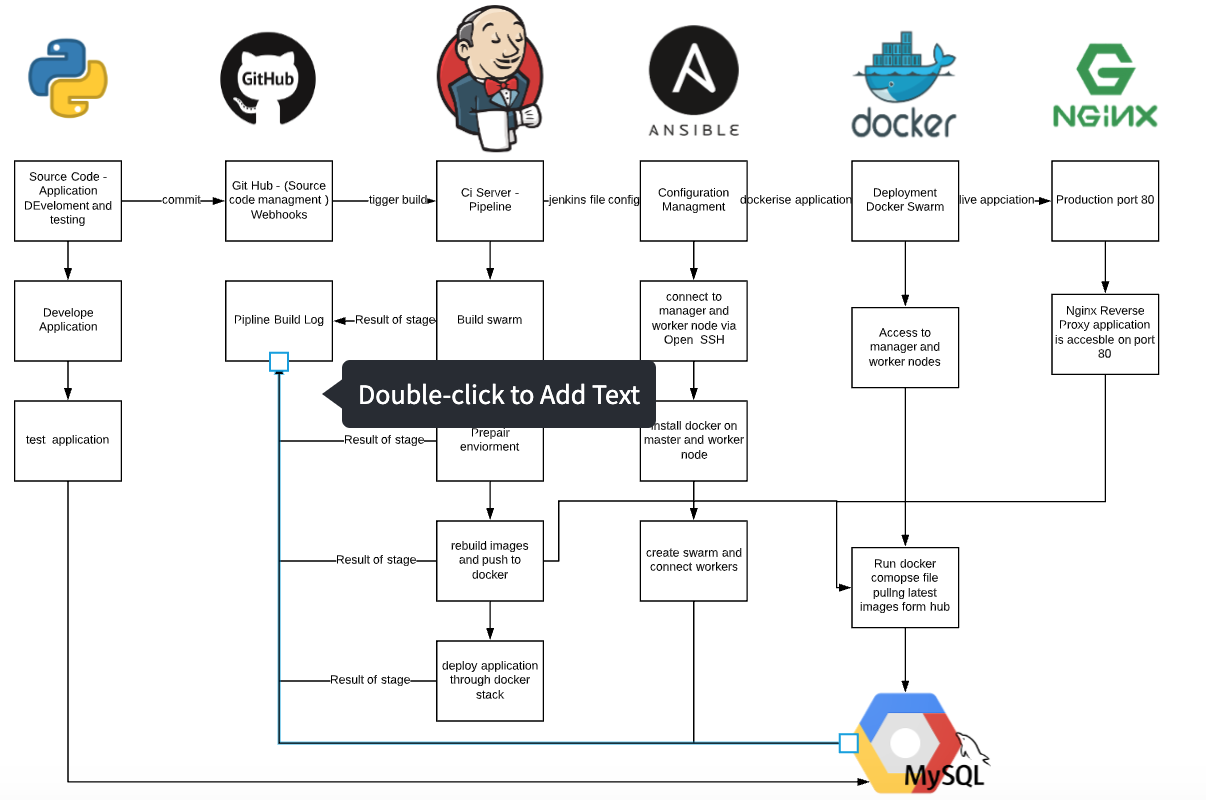 GitHub
ANSIBLE
docker
NGiNX
Source Code -
Application
DEveloment and
testing
commit
Git Hub - (Source
code managment )
Webhooks
tigger build
Ci Server -
Pipeline
jenkins file config
Configuration
Managment
dockerise application
Deployment
Docker Swarm
live appciation
Production port 80
Develope
Application
Pipline Build Log
Result of stage
Build swarm
connect to
manager and
worker node via
Open SSH
Access to
manager and
worker nodes
Nginx Reverse
Proxy application
is accesble on port
80
Double-click to Add Text
test application
Result of stage
Prepair
enviorment
install docker on
master and worker
node
Result of stage
rebuild images
and push to
docker
create swarm and
connect workers
Run docker
comopse file
pullng latest
images form hub
Result of stage
deploy application
through docker
stack
MySQL